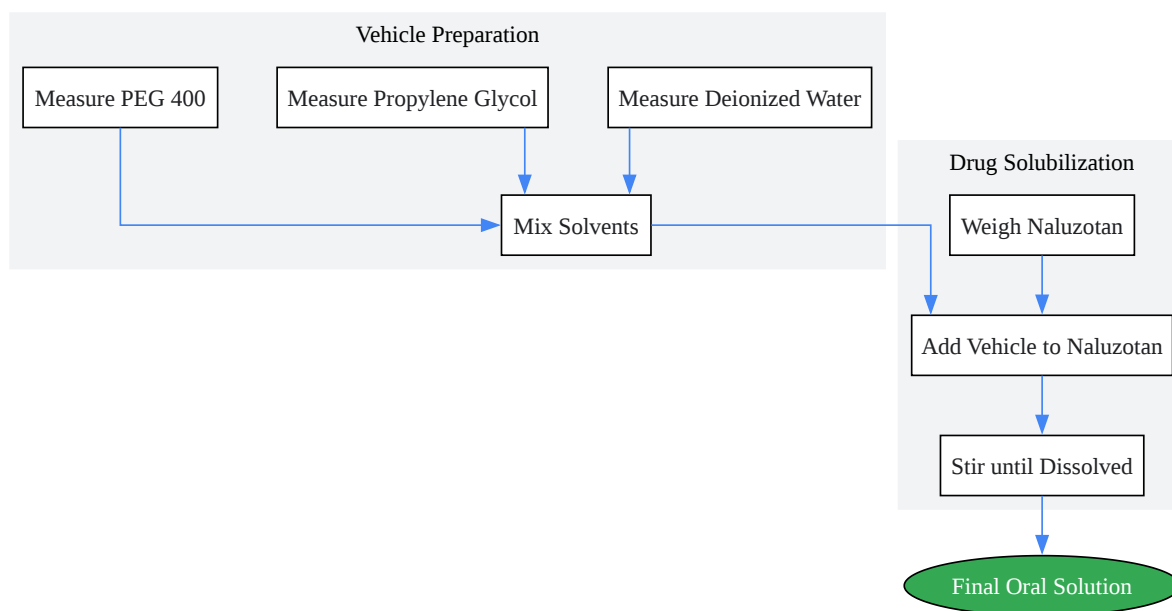 Vehicle Preparation
Measure PEG 400
Measure Propylene Glycol
Measure Deionized Water
Mix Solvents
Drug Solubilization
Weigh Naluzotan
Add Vehicle to Naluzotan
Stir until Dissolved
Final Oral Solution